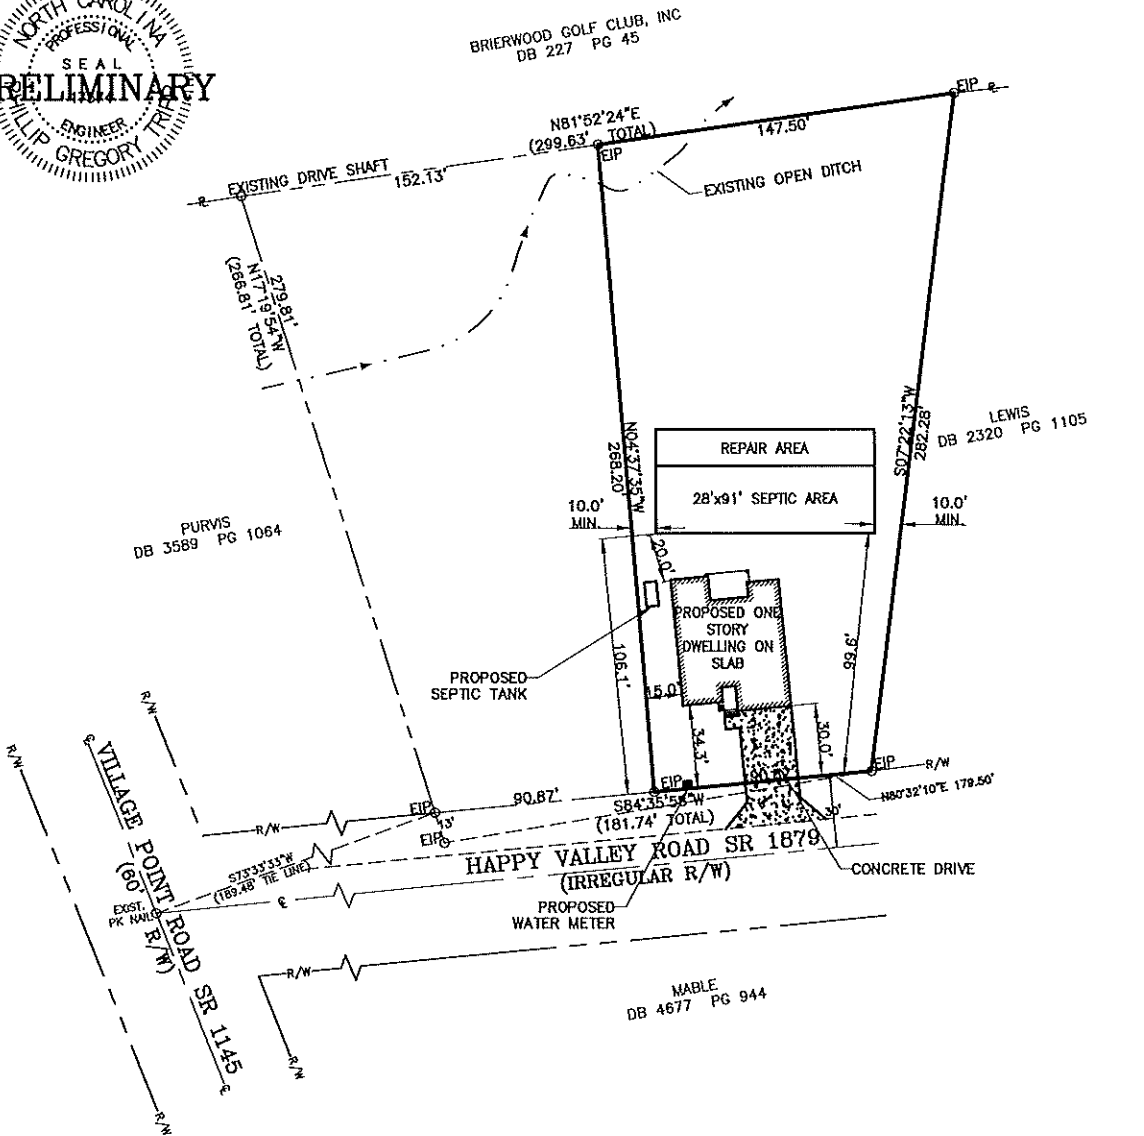 NORTH CAROLINA
PROFESSIONAL
SEAL
ENGINEER
PHILLIP GREGORY TRIPP
PRELIMINARY
BRIERWOOD GOLF CLUB, INC
DB 227 PG 45
N81°52'24"E
(299.63' TOTAL)
147.50'
EIP
EIP
EXISTING DRIVE SHAFT
152.13'
EXISTING OPEN DITCH
279.81'
N17°19'54"W
(266.81' TOTAL)
N04°37'35"W
268.20'
S07°22'13"W
282.28'
LEWIS
DB 2320 PG 1105
REPAIR AREA
28'x91' SEPTIC AREA
10.0'
MIN.
10.0'
MIN.
PURVIS
DB 3589 PG 1064
20.0'
PROPOSED ONE
STORY
DWELLING ON
SLAB
106.1'
99.6'
PROPOSED
SEPTIC TANK
15.0'
34.3'
30.0'
EIP
EIP
R/W
N80°32'10"E 179.50'
EIP
90.87'
S84°35'58"W
(181.74' TOTAL)
13'
EIP
30'
R/W
R/W
R/W
HAPPY VALLEY ROAD SR 1879
(IRREGULAR R/W)
S73°33'33"W
(189.48' TIE LINE)
CONCRETE DRIVE
PROPOSED
WATER METER
EXIST.
PK NAIL
VILLAGE POINT ROAD SR 1145
(60' R/W)
R/W
R/W
R/W
MABLE
DB 4677 PG 944